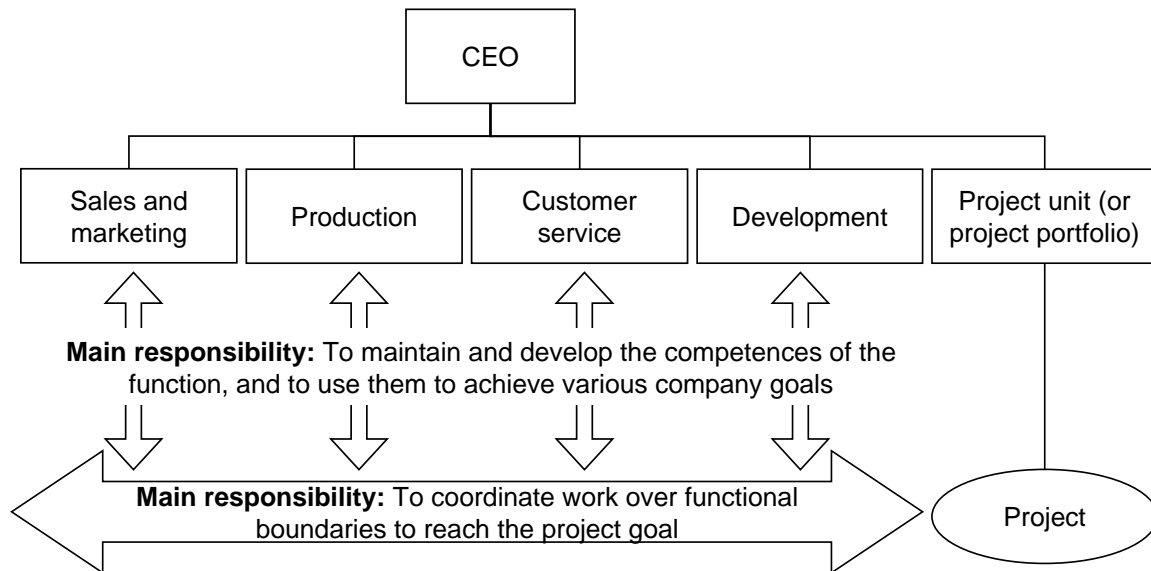 CEO
Sales and
marketing
Production
Customer
service
Development
Project unit (or
project portfolio)
Main responsibility: To maintain and develop the competences of the
function, and to use them to achieve various company goals
Main responsibility: To coordinate work over functional
boundaries to reach the project goal
Project